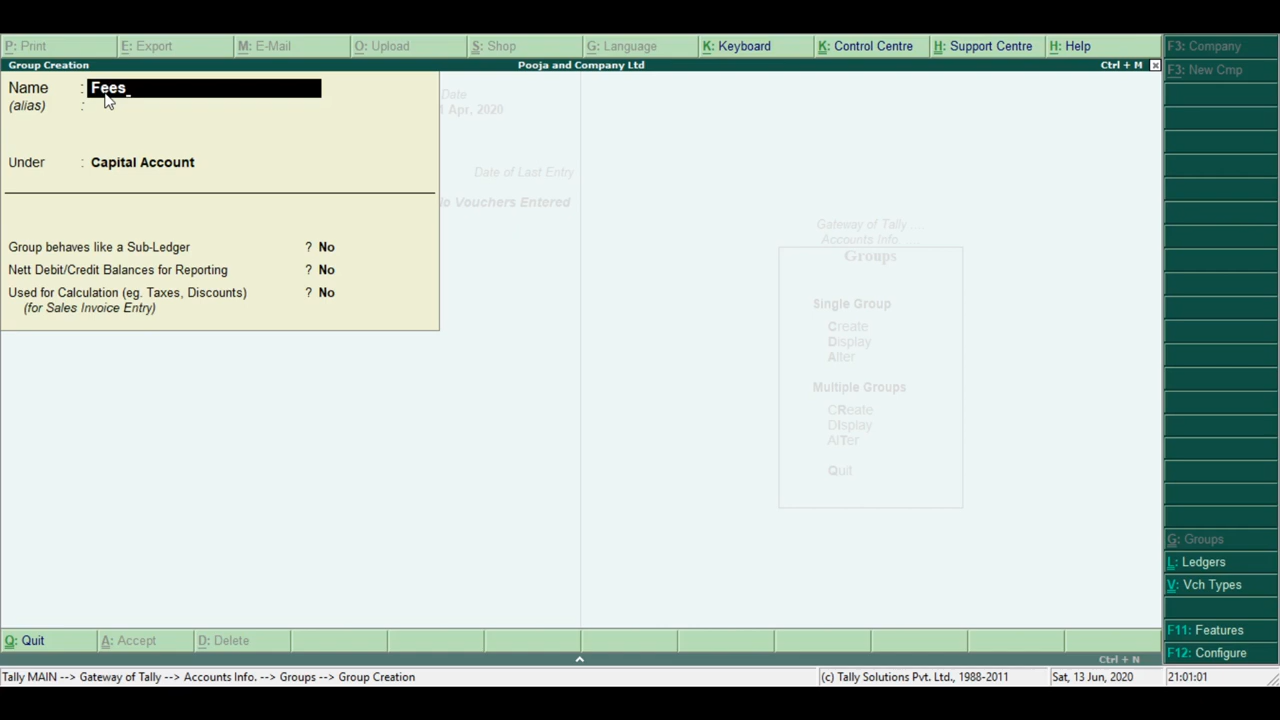 P: Print
E: Export
M: E-Mail
O: Upload
S: Shop
G: Language
K: Keyboard
K: Control Centre
H: Support Centre
H: Help
F3: Company
F3: New Cmp
Group Creation
Pooja and Company Ltd
Ctrl + M
Name : Fees_
(alias) :
Under : Capital Account
Group behaves like a Sub-Ledger ? No
Nett Debit/Credit Balances for Reporting ? No
Used for Calculation (eg. Taxes, Discounts) ? No
(for Sales Invoice Entry)
Date
Apr, 2020
Date of Last Entry
Vouchers Entered
Gateway of Tally ...
Accounts Info. ...
Groups
Single Group
Create
Display
Alter
Multiple Groups
CReate
DIsplay
AlTer
Quit
G: Groups
L: Ledgers
V: Vch Types
F11: Features
F12: Configure
Q: Quit
A: Accept
D: Delete
Ctrl + N
Tally MAIN --> Gateway of Tally --> Accounts Info. --> Groups --> Group Creation
(c) Tally Solutions Pvt. Ltd., 1988-2011
Sat, 13 Jun, 2020
21:01:01